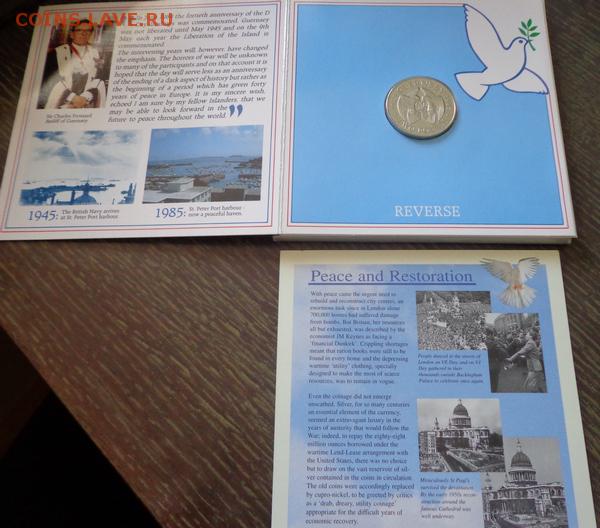 COINS.LAVE.RU
the fortieth anniversary of the D
was commemorated. Guernsey
was not liberated until May 1945 and on the 9th
May each year the Liberation of the Island is
commemorated.
The intervening years will, however, have changed
the emphasis. The horrors of war will be unknown
to many of the participants and on that account it is
hoped that the day will serve less as an anniversary
of the ending of a dark aspect of history but rather as
the beginning of a period which has given forty
years of peace in Europe. It is my sincere wish,
echoed I am sure by my fellow Islanders, that we
may be able to look forward in the
future to peace throughout the world. ”
Sir Charles Frossard
Bailiff of Guernsey
1945: The British Navy arrives
at St. Peter Port harbour.
1985: St. Peter Port harbour -
now a peaceful haven.
REVERSE
Peace and Restoration
With peace came the urgent need to
rebuild and reconstruct city centres, an
enormous task since in London alone
700,000 homes had suffered damage
from bombs. But Britain, her resources
all but exhausted, was described by the
economist JM Keynes as facing a
'financial Dunkirk'. Crippling shortages
meant that ration books were still to be
found in every home and the depressing
wartime 'utility' clothing, specially
designed to make the most of scarce
resources, was to remain in vogue.
Even the coinage did not emerge
unscathed. Silver, for so many centuries
an essential element of the currency,
seemed an extravagant luxury in the
years of austerity that would follow the
War; indeed, to repay the eighty-eight
million ounces borrowed under the
wartime Lend-Lease arrangement with
the United States, there was no choice
but to draw on the vast reservoir of sil-
ver contained in the coins in circulation.
The old coins were accordingly replaced
by cupro-nickel, to be greeted by critics
as a 'drab, dreary, utility coinage'
appropriate for the difficult years of
economic recovery.
People danced in the streets of
London on VE Day, and on VJ
Day gathered in their
thousands outside Buckingham
Palace to celebrate once again.
Miraculously St Paul's
survived the devastation.
By the early 1950s recon-
struction around the
famous Cathedral was
well underway.